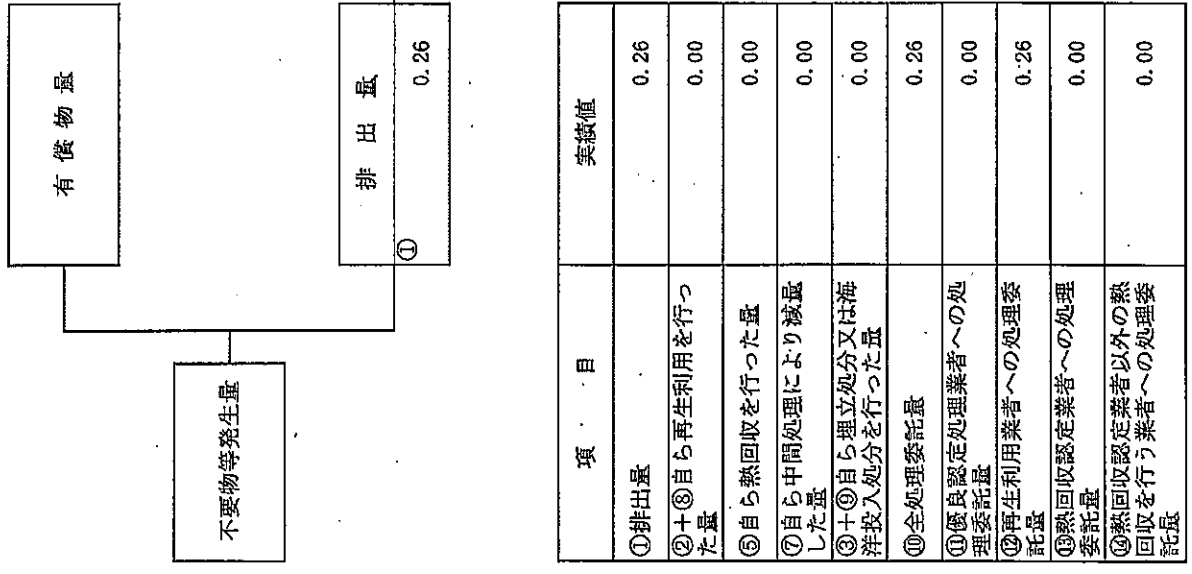 不要物等発生量
有償物量
排出量
① 0.26
項目 実績値
①排出量 0.26
②+⑧自ら再生利用を行っ
た量 0.00
⑤自ら熱回収を行った量 0.00
⑦自ら中間処理により減量
した量 0.00
③+⑨自ら埋立処分又は海
洋投入処分を行った量 0.00
⑩全処理委託量 0.26
⑪優良認定処理業者への処
理委託量 0.00
⑫再生利用業者への処理委
託量 0.26
⑬熱回収認定業者への処理
委託量 0.00
⑭熱回収認定業者以外の熱
回収を行う業者への処理委
託量 0.00